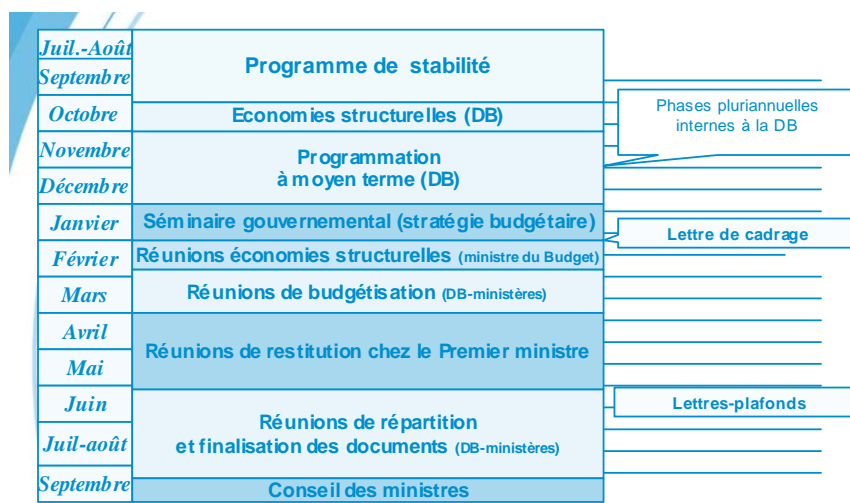 Juil.-Août
Septembre
Programme de stabilité
Octobre
Economies structurelles (DB)
Phases pluriannuelles
internes à la DB
Novembre
Décembre
Programmation
à moyen terme (DB)
Janvier
Séminaire gouvernemental (stratégie budgétaire)
Lettre de cadrage
Février
Réunions économies structurelles (ministre du Budget)
Mars
Réunions de budgétisation (DB-ministères)
Avril
Mai
Réunions de restitution chez le Premier ministre
Juin
Lettres-plafonds
Juil-août
Réunions de répartition
et finalisation des documents (DB-ministères)
Septembre
Conseil des ministres